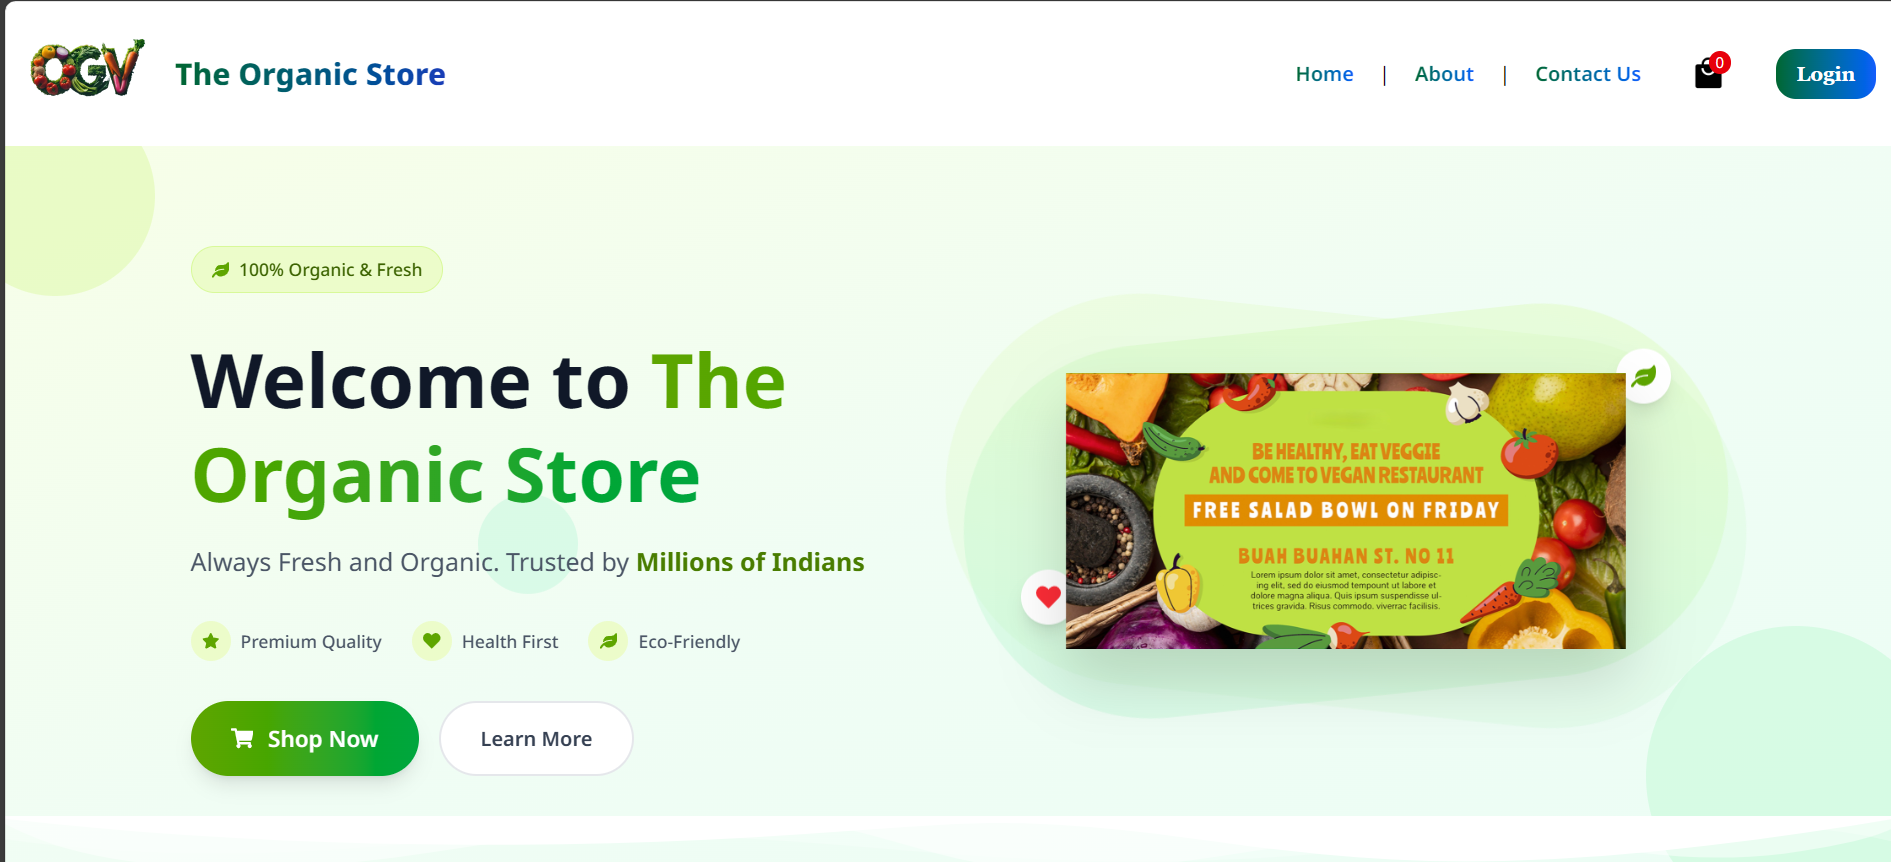 OGV
The Organic Store
Home | About | Contact Us
0
Login
100% Organic & Fresh
Welcome to The
Organic Store
Always Fresh and Organic. Trusted by Millions of Indians
Premium Quality
Health First
Eco-Friendly
Shop Now
Learn More
BE HEALTHY, EAT VEGGIE
AND COME TO VEGAN RESTAURANT
FREE SALAD BOWL ON FRIDAY
BUAH BUAHAN ST. NO 11
Lorem ipsum dolor sit amet, consectetur adipisc-
ing elit, sed do eiusmod tempount ut labore et
dolore magna aliqua. Quis ipsum suspendisse ul-
trices gravida. Risus commodo. viverrac facilisis.